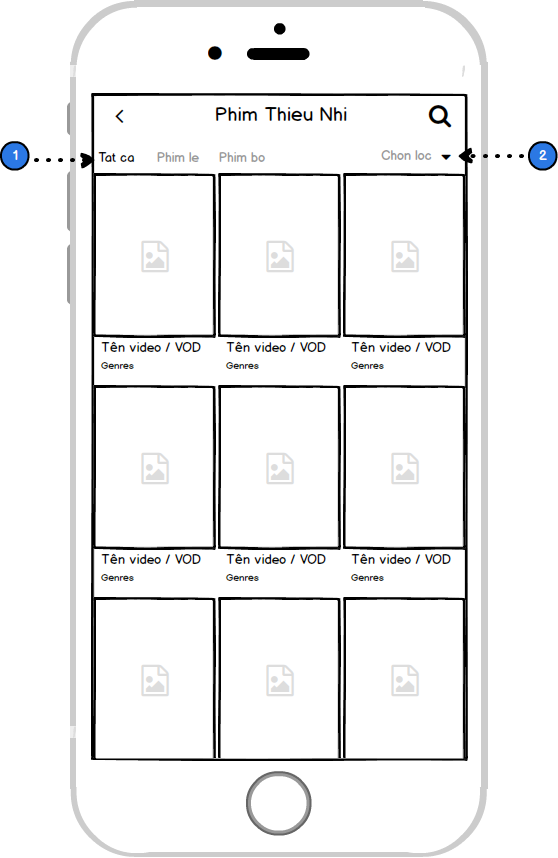 Phim Thieu Nhi
1 Tat ca Phim le Phim bo Chon loc 2
Tên video / VOD Tên video / VOD Tên video / VOD
Genres Genres Genres
Tên video / VOD Tên video / VOD Tên video / VOD
Genres Genres Genres